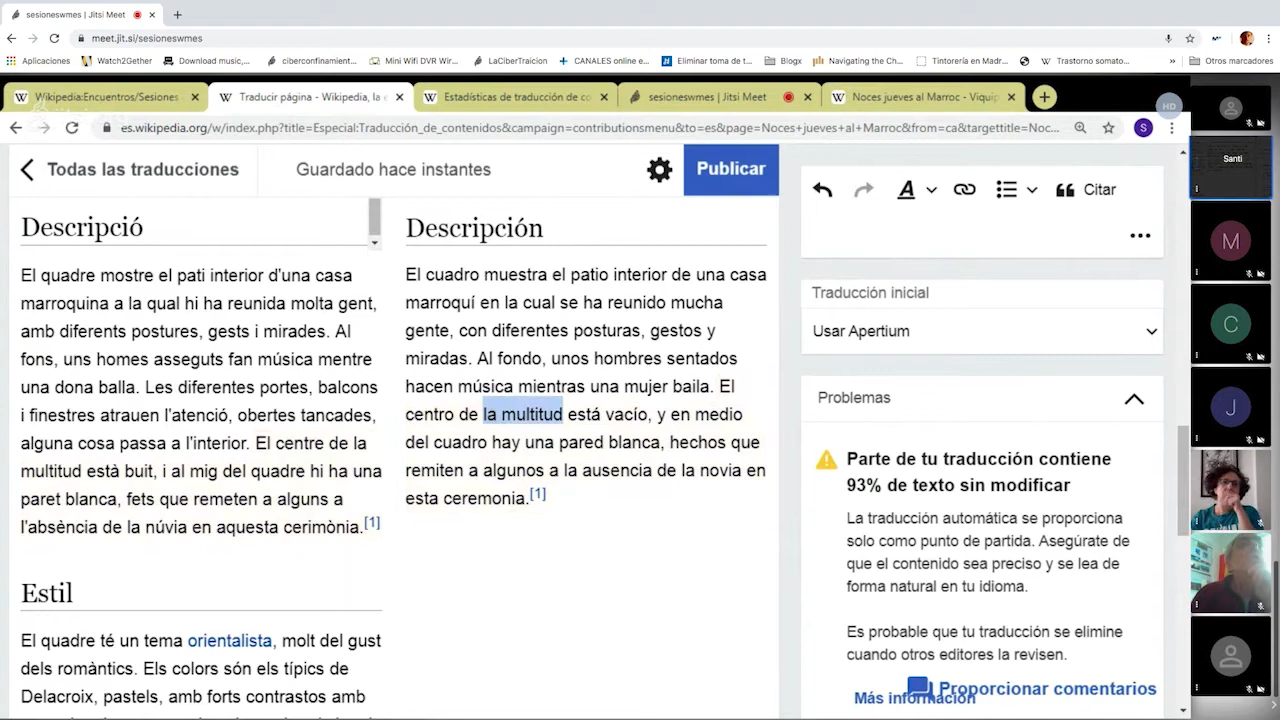 sesioneswmes | Jitsi Meet
meet.jit.si/sesioneswmes
Aplicaciones
Watch2Gether
Download music,...
ciberconfinamient...
Mini Wifi DVR Wir...
LaCiberTraicion
CANALES online e...
Eliminar toma de t...
Blogx
Navigating the Ch...
Tintorería en Madr...
Trastorno somato...
»
Otros marcadores
Wikipedia:Encuentros/Sesiones
Traducir página - Wikipedia, la e
Estadísticas de traducción de co
sesioneswmes | Jitsi Meet
Noces jueves al Marroc - Viquip
HD
es.wikipedia.org/w/index.php?title=Especial:Traducción_de_contenidos&campaign=contributionsmenu&to=es&page=Noces+jueves+al+Marroc&from=ca&targettitle=Noc...
S
Todas las traducciones
Guardado hace instantes
Publicar
Descripció
El quadre mostre el pati interior d'una casa
marroquina a la qual hi ha reunida molta gent,
amb diferents postures, gests i mirades. Al
fons, uns homes asseguts fan música mentre
una dona balla. Les diferents portes, balcons
i finestres atrauen l'atenció, obertes tancades,
alguna cosa passa a l'interior. El centre de la
multitud està buit, i al mig del quadre hi ha una
paret blanca, fets que remeten a alguns a
l'absència de la núvia en aquesta cerimònia.[1]
Estil
El quadre té un tema orientalista, molt del gust
dels romàntics. Els colors són els típics de
Delacroix, pastels, amb forts contrastos amb
Descripción
El cuadro muestra el patio interior de una casa
marroquí en la cual se ha reunido mucha
gente, con diferentes posturas, gestos y
miradas. Al fondo, unos hombres sentados
hacen música mientras una mujer baila. El
centro de la multitud está vacío, y en medio
del cuadro hay una pared blanca, hechos que
remiten a algunos a la ausencia de la novia en
esta ceremonia.[1]
A
Citar
Traducción inicial
Usar Apertium
Problemas
Parte de tu traducción contiene
93% de texto sin modificar
La traducción automática se proporciona
solo como punto de partida. Asegúrate de
que el contenido sea preciso y se lea de
forma natural en tu idioma.
Es probable que tu traducción se elimine
cuando otros editores la revisen.
Más información
Proporcionar comentarios
Santi
M
C
J